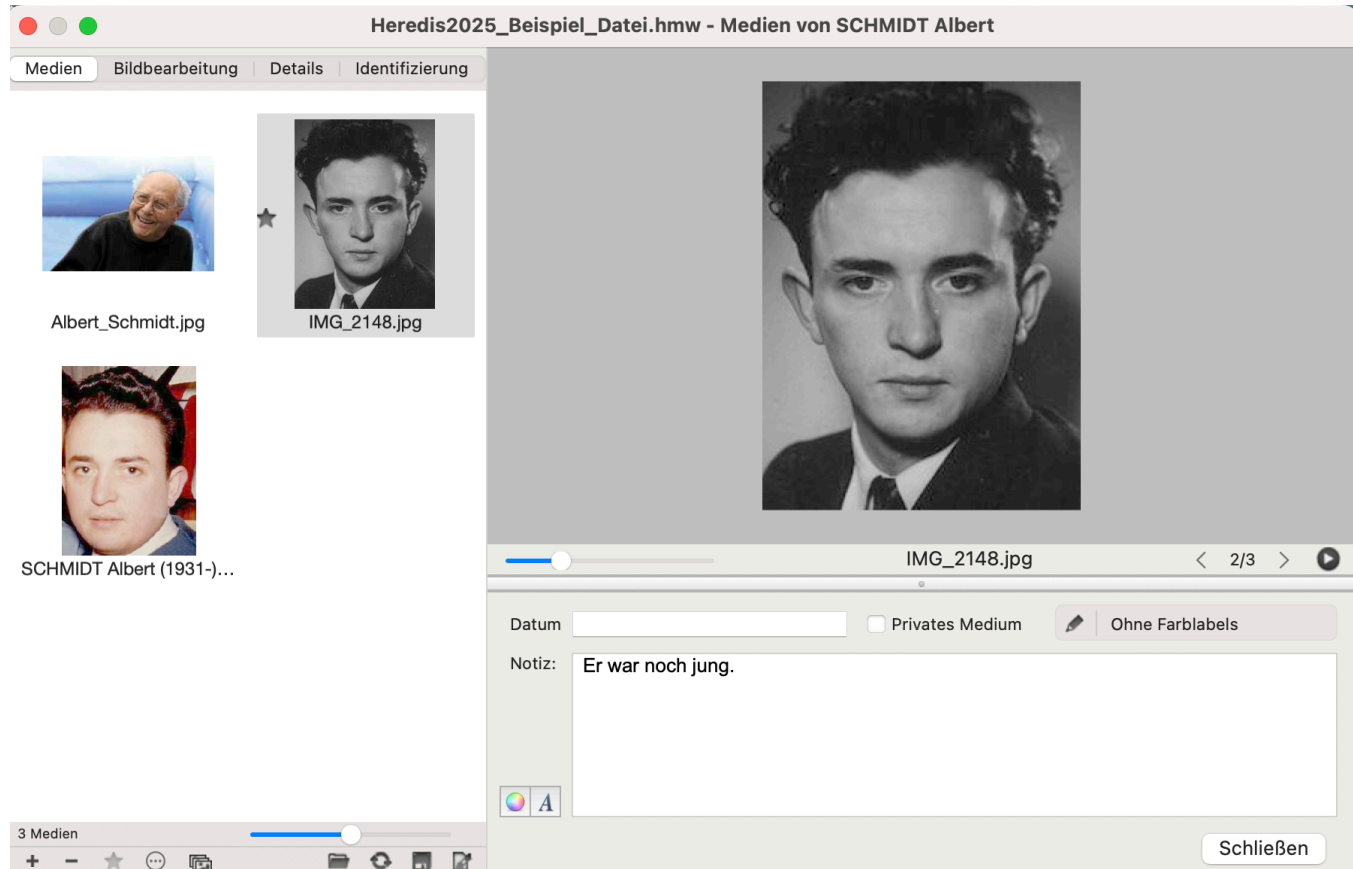 Heredis2025_Beispiel_Datei.hmw - Medien von SCHMIDT Albert
Medien Bildbearbeitung Details Identifizierung
Albert_Schmidt.jpg
IMG_2148.jpg
SCHMIDT Albert (1931-)...
3 Medien
IMG_2148.jpg 2/3
Datum Privates Medium Ohne Farblabels
Notiz: Er war noch jung.
A
Schließen